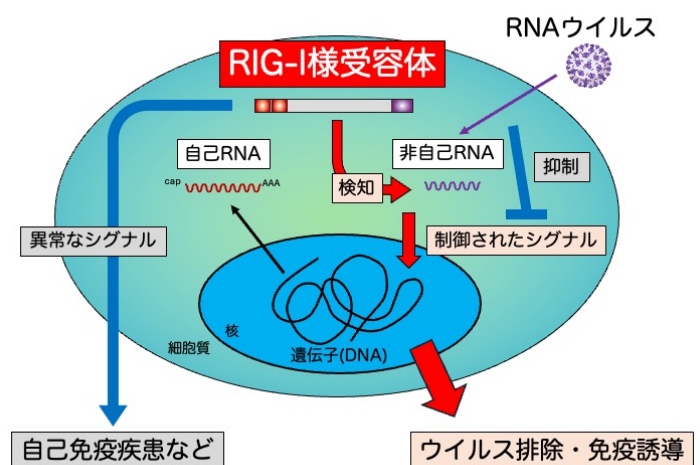 RNAウイルス
RIG-I様受容体
自己RNA
非自己RNA
cap
AAA
検知
抑制
異常なシグナル
制御されたシグナル
核
細胞質
遺伝子(DNA)
自己免疫疾患など
ウイルス排除・免疫誘導